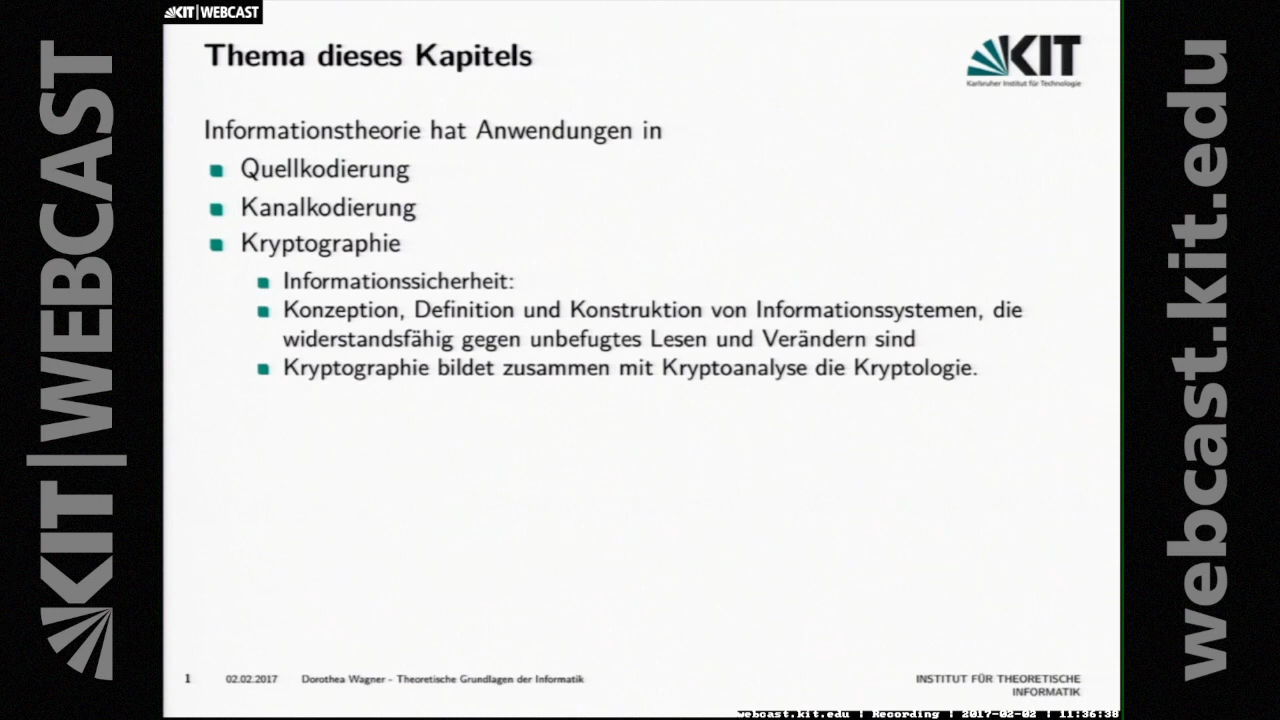 KIT|WEBCAST
KIT|WEBCAST
webcast.kit.edu
Thema dieses Kapitels
KIT
Karlsruher Institut für Technologie
Informationstheorie hat Anwendungen in
Quellkodierung
Kanalkodierung
Kryptographie
Informationssicherheit:
Konzeption, Definition und Konstruktion von Informationssystemen, die
widerstandsfähig gegen unbefugtes Lesen und Verändern sind
Kryptographie bildet zusammen mit Kryptoanalyse die Kryptologie.
1 02.02.2017 Dorothea Wagner - Theoretische Grundlagen der Informatik
INSTITUT FÜR THEORETISCHE
INFORMATIK
webcast.kit.edu | Recording | 2017-02-02 | 11:36:38